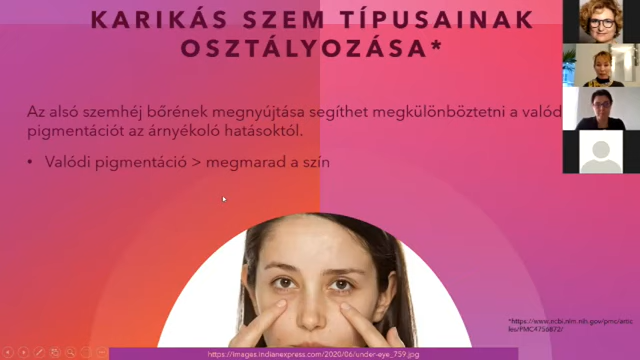 KARIKÁS SZEM TÍPUSAINAK
OSZTÁLYOZÁSA*
Az alsó szemhéj bőrének megnyújtása segíthet megkülönböztetni a valód
pigmentációt az árnyékoló hatásoktól.
• Valódi pigmentáció > megmarad a szín
*https://www.ncbi.nlm.nih.gov/pmc/artic
les/PMC4756872/
https://images.indianexpress.com/2020/06/under-eye_759.jpg